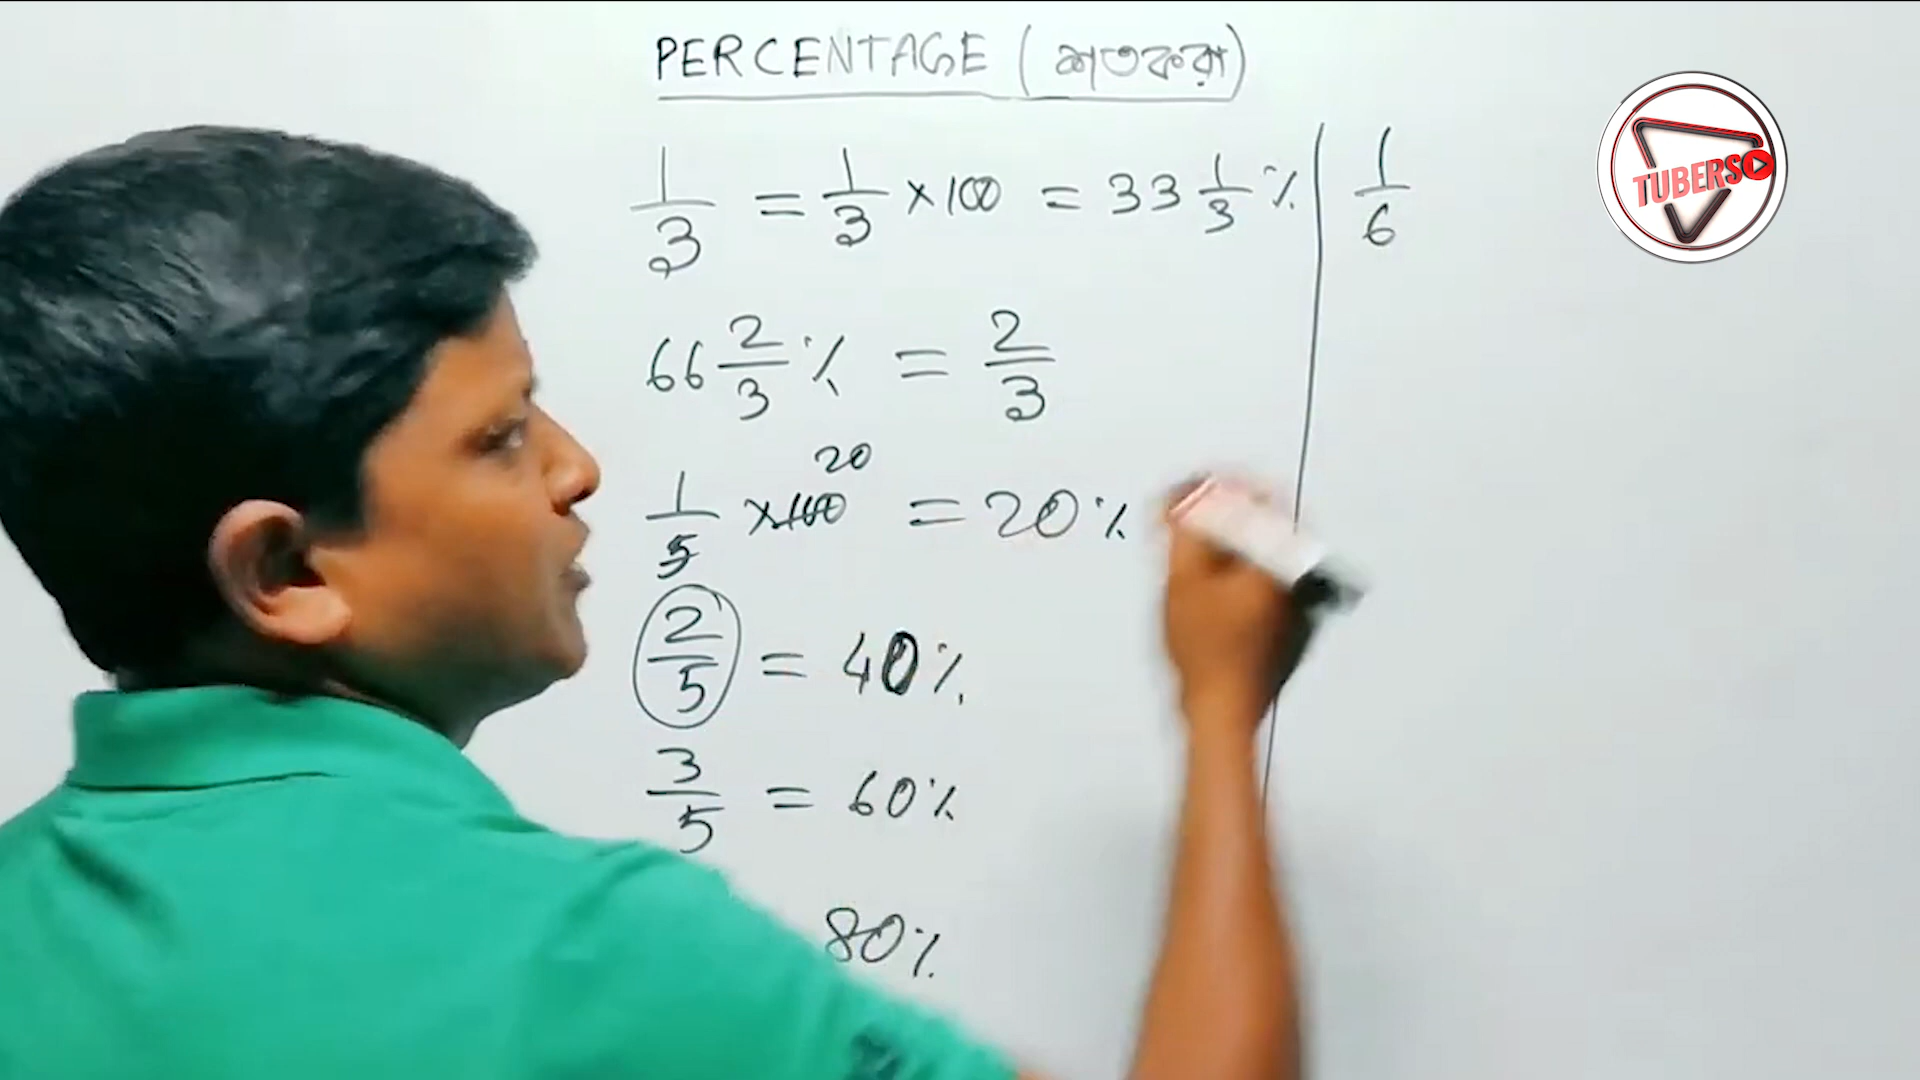 PERCENTAGE (শতকরা)
1/3 = 1/3 × 100 = 33 1/3 %
66 2/3 % = 2/3
1/5 × 100 20 = 20%
2/5 = 40%
3/5 = 60%
80%
1/6
TUBERS